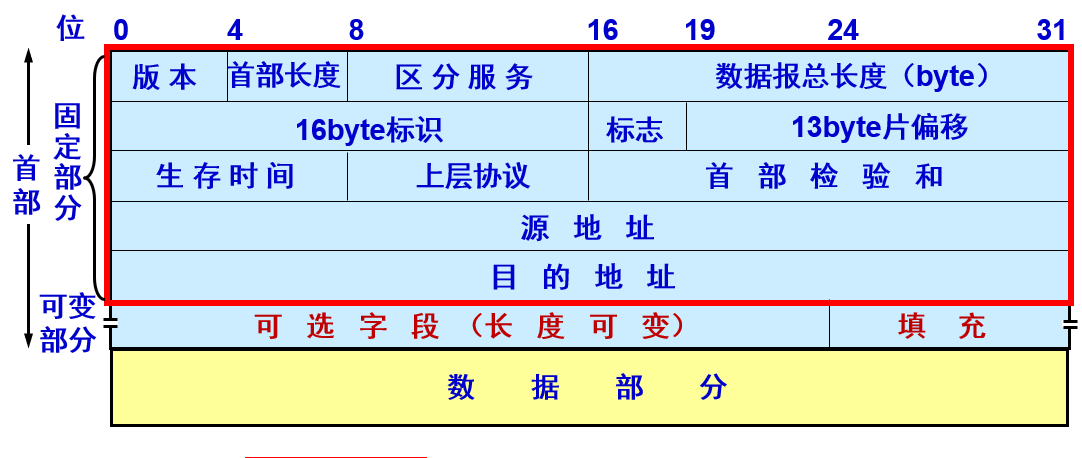 位 0 4 8 16 19 24 31
版本 首部长度 区分服务 数据报总长度（byte）
16byte标识 标志 13byte片偏移
生存时间 上层协议 首部检验和
源地址
目的地址
可选字段（长度可变） 填充
数据部分
首部
固定部分
可变
部分